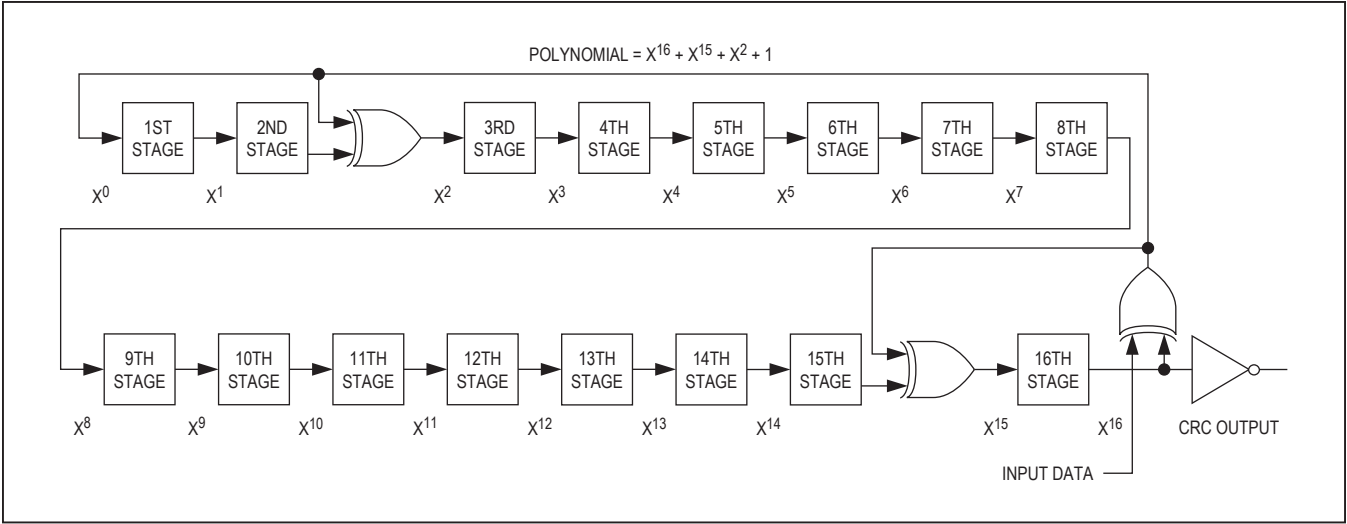 POLYNOMIAL = X16 + X15 + X2 + 1
1ST STAGE
2ND STAGE
3RD STAGE
4TH STAGE
5TH STAGE
6TH STAGE
7TH STAGE
8TH STAGE
X0
X1
X2
X3
X4
X5
X6
X7
9TH STAGE
10TH STAGE
11TH STAGE
12TH STAGE
13TH STAGE
14TH STAGE
15TH STAGE
16TH STAGE
X8
X9
X10
X11
X12
X13
X14
X15
X16
CRC OUTPUT
INPUT DATA